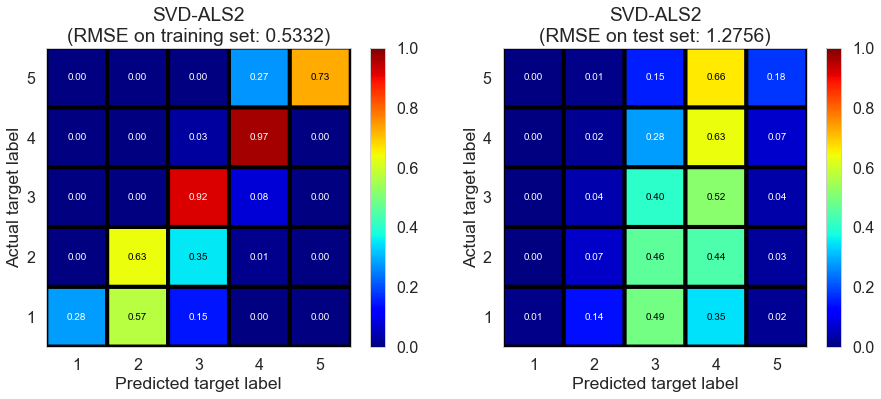 SVD-ALS2
(RMSE on training set: 0.5332)
Actual target label
5 0.00 0.00 0.00 0.27 0.73
4 0.00 0.00 0.03 0.97 0.00
3 0.00 0.00 0.92 0.08 0.00
2 0.00 0.63 0.35 0.01 0.00
1 0.28 0.57 0.15 0.00 0.00
1 2 3 4 5
Predicted target label
1.0
0.8
0.6
0.4
0.2
0.0
SVD-ALS2
(RMSE on test set: 1.2756)
Actual target label
5 0.00 0.01 0.15 0.66 0.18
4 0.00 0.02 0.28 0.63 0.07
3 0.00 0.04 0.40 0.52 0.04
2 0.00 0.07 0.46 0.44 0.03
1 0.01 0.14 0.49 0.35 0.02
1 2 3 4 5
Predicted target label
1.0
0.8
0.6
0.4
0.2
0.0